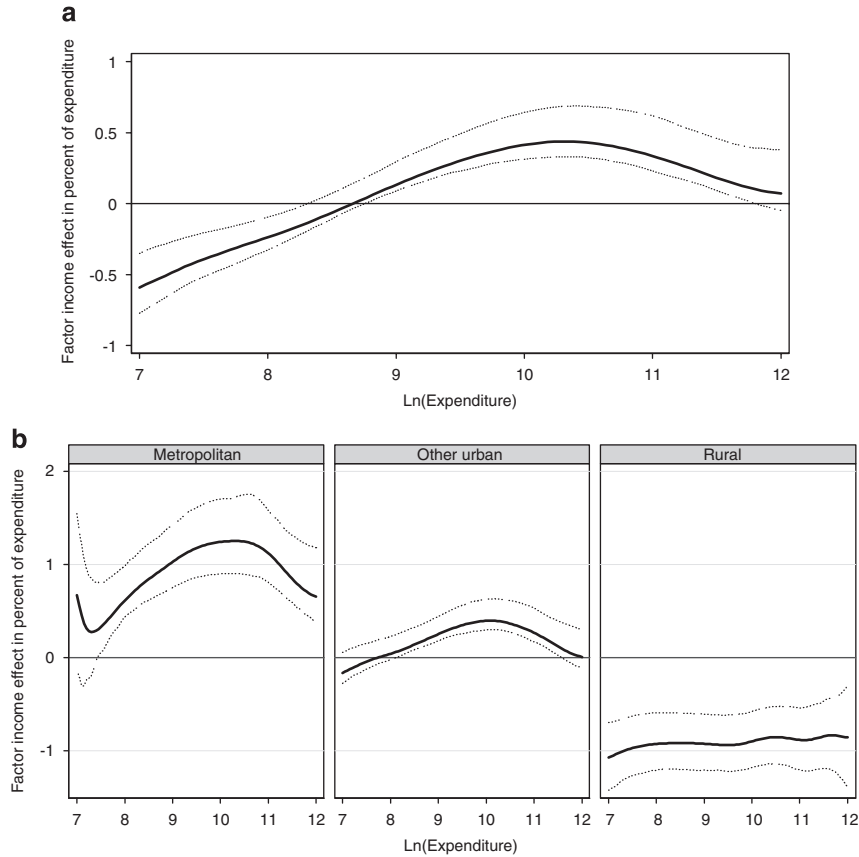 a
Factor income effect in percent of expenditure
1
0.5
0
-0.5
-1
7 8 9 10 11 12
Ln(Expenditure)
b
Metropolitan Other urban Rural
Factor income effect in percent of expenditure
2
1
0
-1
7 8 9 10 11 12 7 8 9 10 11 12 7 8 9 10 11 12
Ln(Expenditure)